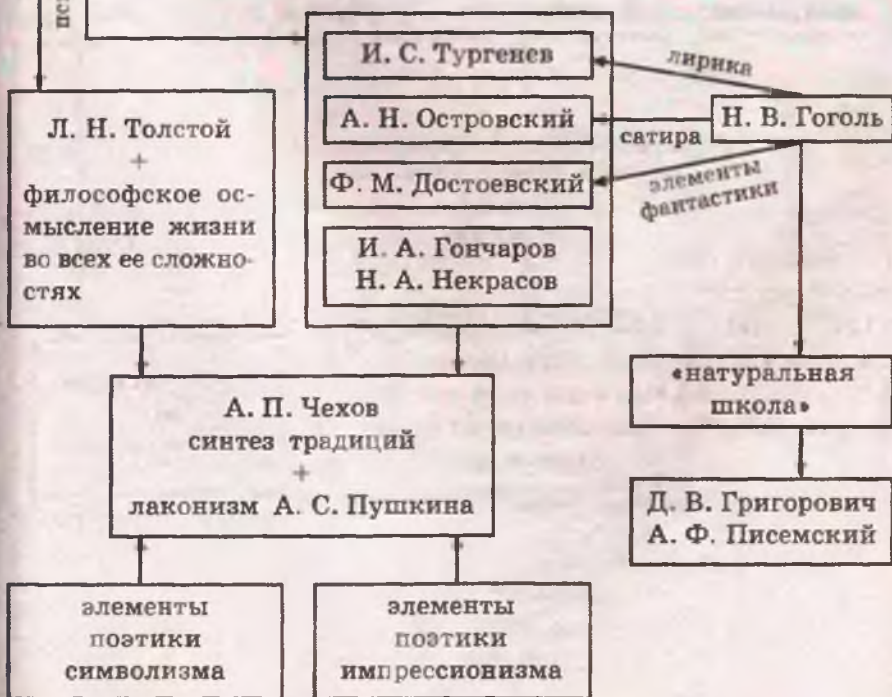 И. С. Тургенев
лирика
Л. Н. Толстой
+
философское ос-
мысление жизни
во всех ее сложно-
стях
А. Н. Островский
сатира
Н. В. Гоголь
Ф. М. Достоевский
элементы
фантастики
И. А. Гончаров
Н. А. Некрасов
А. П. Чехов
синтез традиций
+
лаконизм А. С. Пушкина
«натуральная
школа»
Д. В. Григорович
А. Ф. Писемский
элементы
поэтики
символизма
элементы
поэтики
импрессионизма